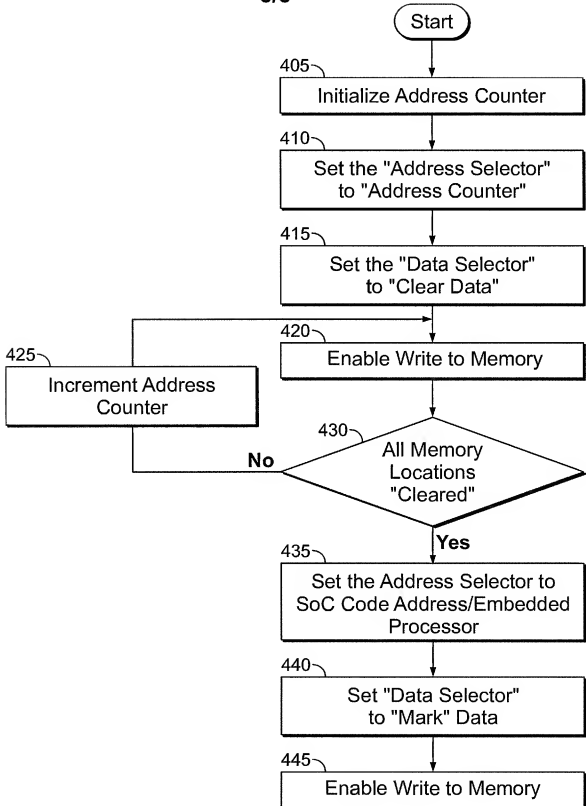 Start
405
Initialize Address Counter
410
Set the "Address Selector"
to "Address Counter"
415
Set the "Data Selector"
to "Clear Data"
420
Enable Write to Memory
425
Increment Address
Counter
430
All Memory
Locations
"Cleared"
No
Yes
435
Set the Address Selector to
SoC Code Address/Embedded
Processor
440
Set "Data Selector"
to "Mark" Data
445
Enable Write to Memory